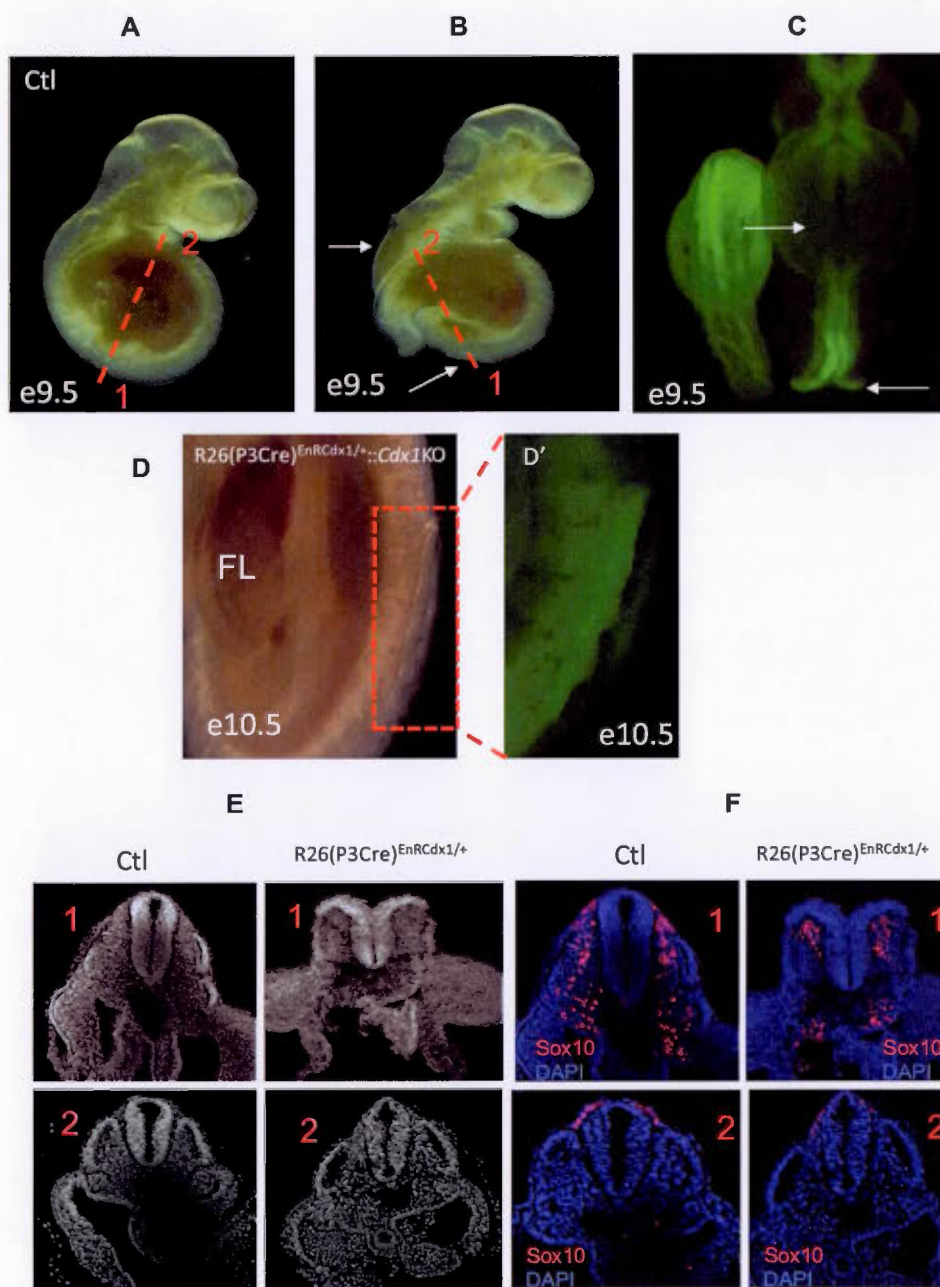 A
B
C
Ctl
2
1
e9.5
2
1
e9.5
e9.5
D
R26(P3Cre)EnRCdx1/+::Cdx1KO
FL
e10.5
D'
e10.5
E
F
Ctl
R26(P3Cre)EnRCdx1/+
Ctl
R26(P3Cre)EnRCdx1/+
1
1
1
Sox10
DAPI
1
Sox10
DAPI
2
2
2
Sox10
DAPI
2
Sox10
DAPI